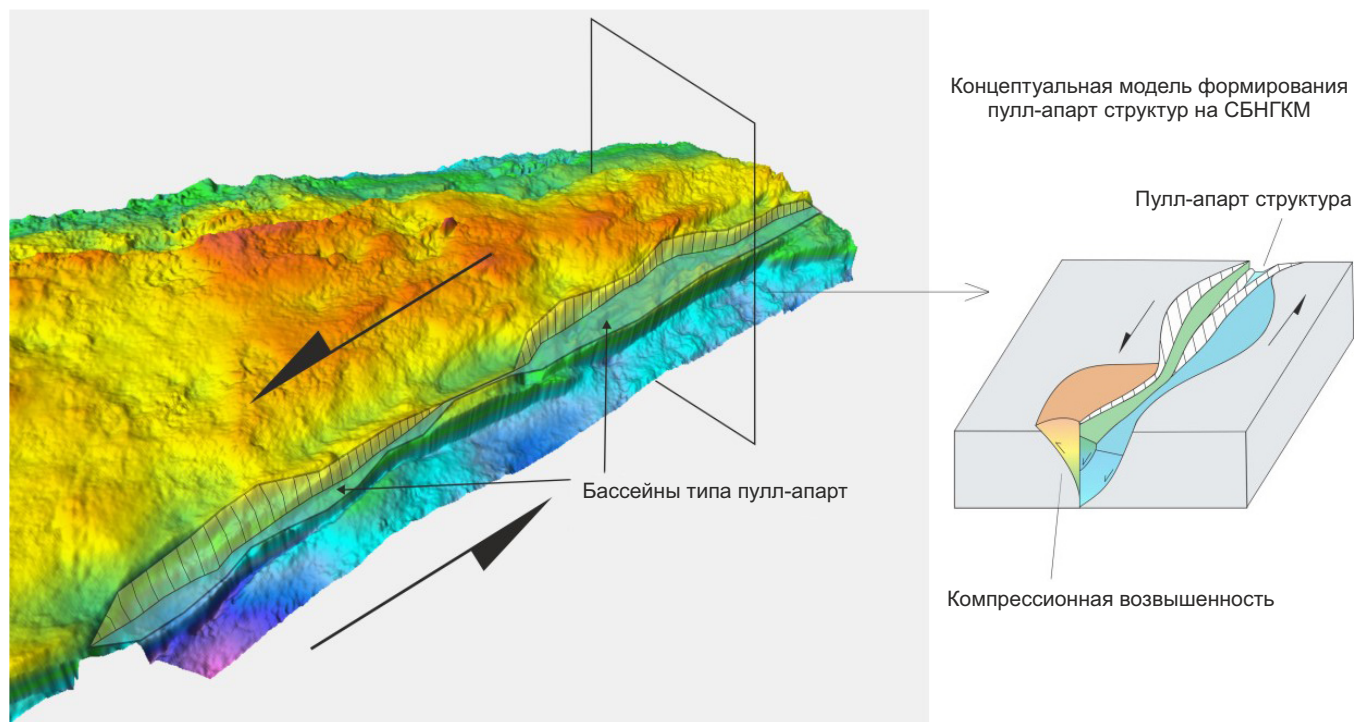 Концептуальная модель формирования
пулл-апарт структур на СБНГКМ
Пулл-апарт структура
Бассейны типа пулл-апарт
Компрессионная возвышенность